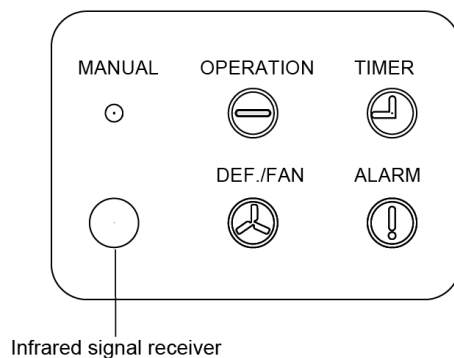 MANUAL OPERATION TIMER
DEF./FAN ALARM
Infrared signal receiver